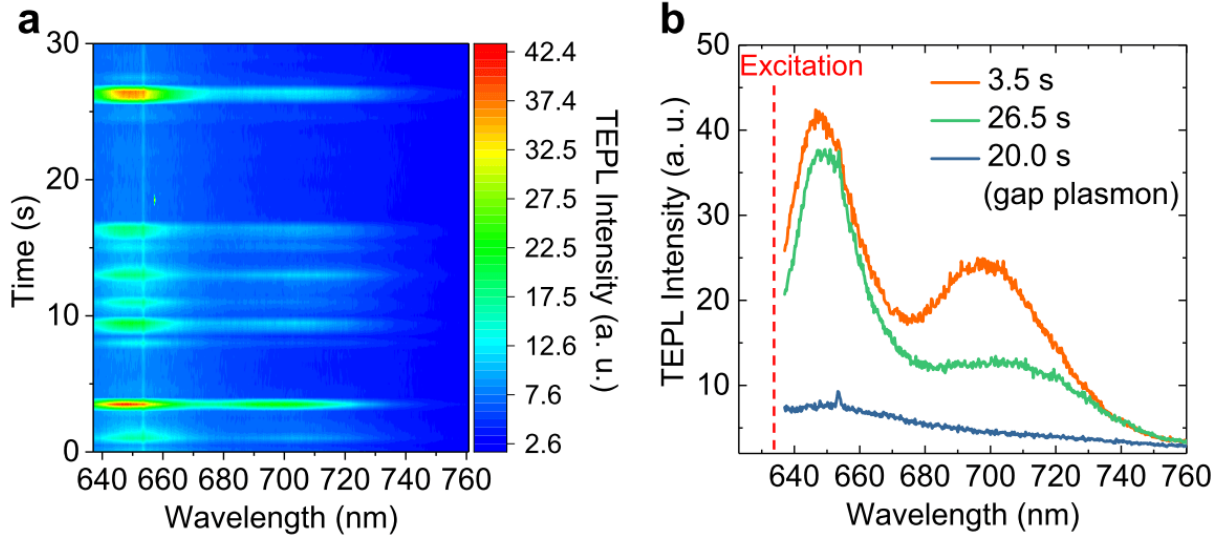 a
30
20
10
0
Time (s)
640 660 680 700 720 740 760
Wavelength (nm)
42.4
37.4
32.5
27.5
22.5
17.5
12.6
7.6
2.6
TEPL Intensity (a. u.)
b
50
40
30
20
10
TEPL Intensity (a. u.)
Excitation
3.5 s
26.5 s
20.0 s
(gap plasmon)
640 660 680 700 720 740 760
Wavelength (nm)